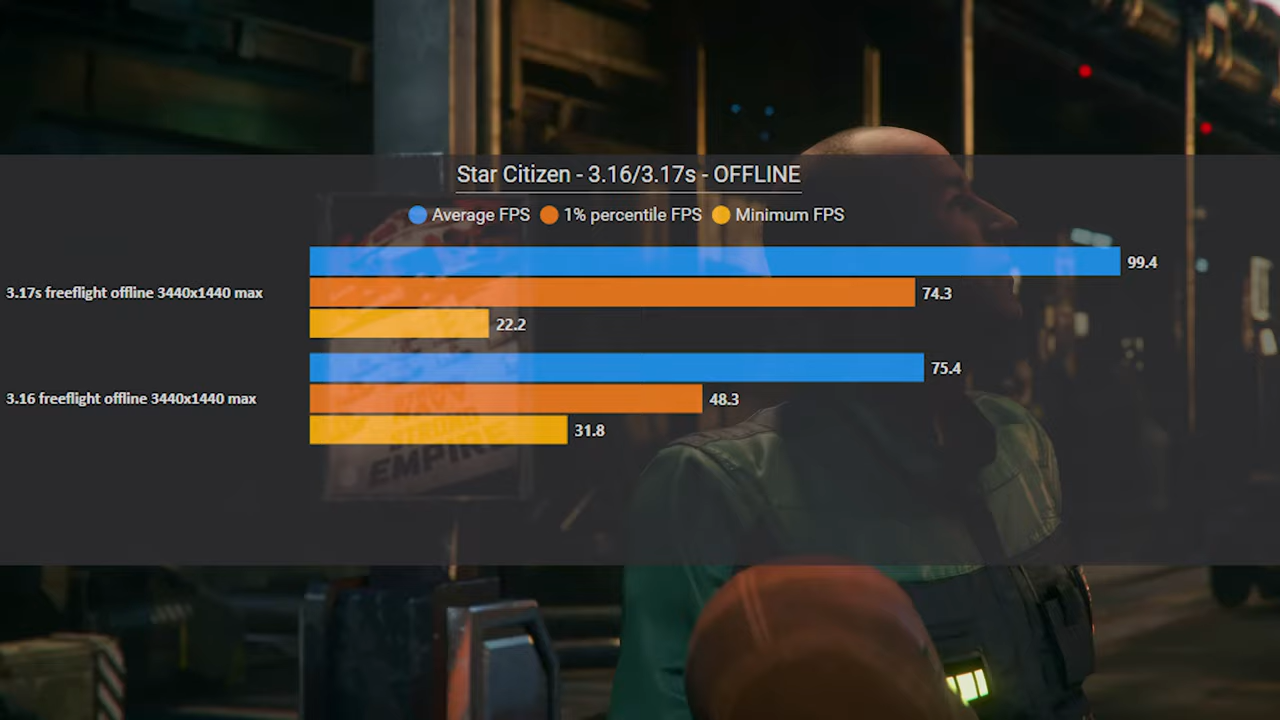 Star Citizen - 3.16/3.17s - OFFLINE
Average FPS 1% percentile FPS Minimum FPS
99.4
3.17s freeflight offline 3440x1440 max 74.3
22.2
75.4
3.16 freeflight offline 3440x1440 max 48.3
31.8
EMPIRE